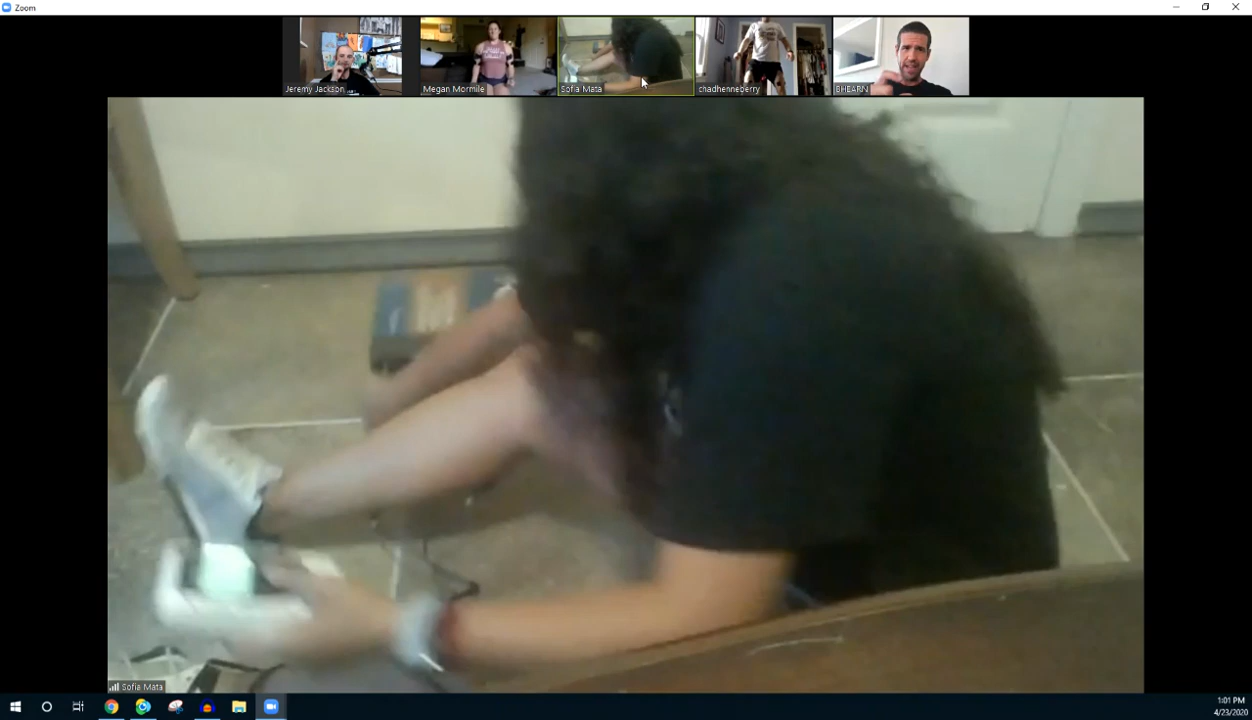 Zoom
Jeremy Jackson
Megan Mormile
Sofia Mata
chadhenneberry
BHEARN
Sofia Mata
1:01 PM
4/23/2020